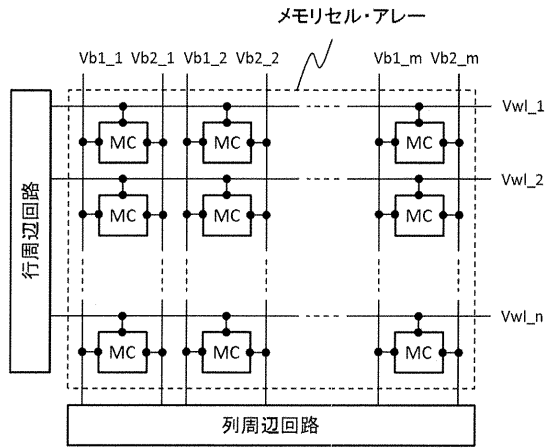 メモリセル・アレー
Vb1_1 Vb2_1 Vb1_2 Vb2_2 Vb1_m Vb2_m
Vwl_1
MC MC MC
Vwl_2
MC MC MC
行周辺回路
Vwl_n
MC MC MC
列周辺回路